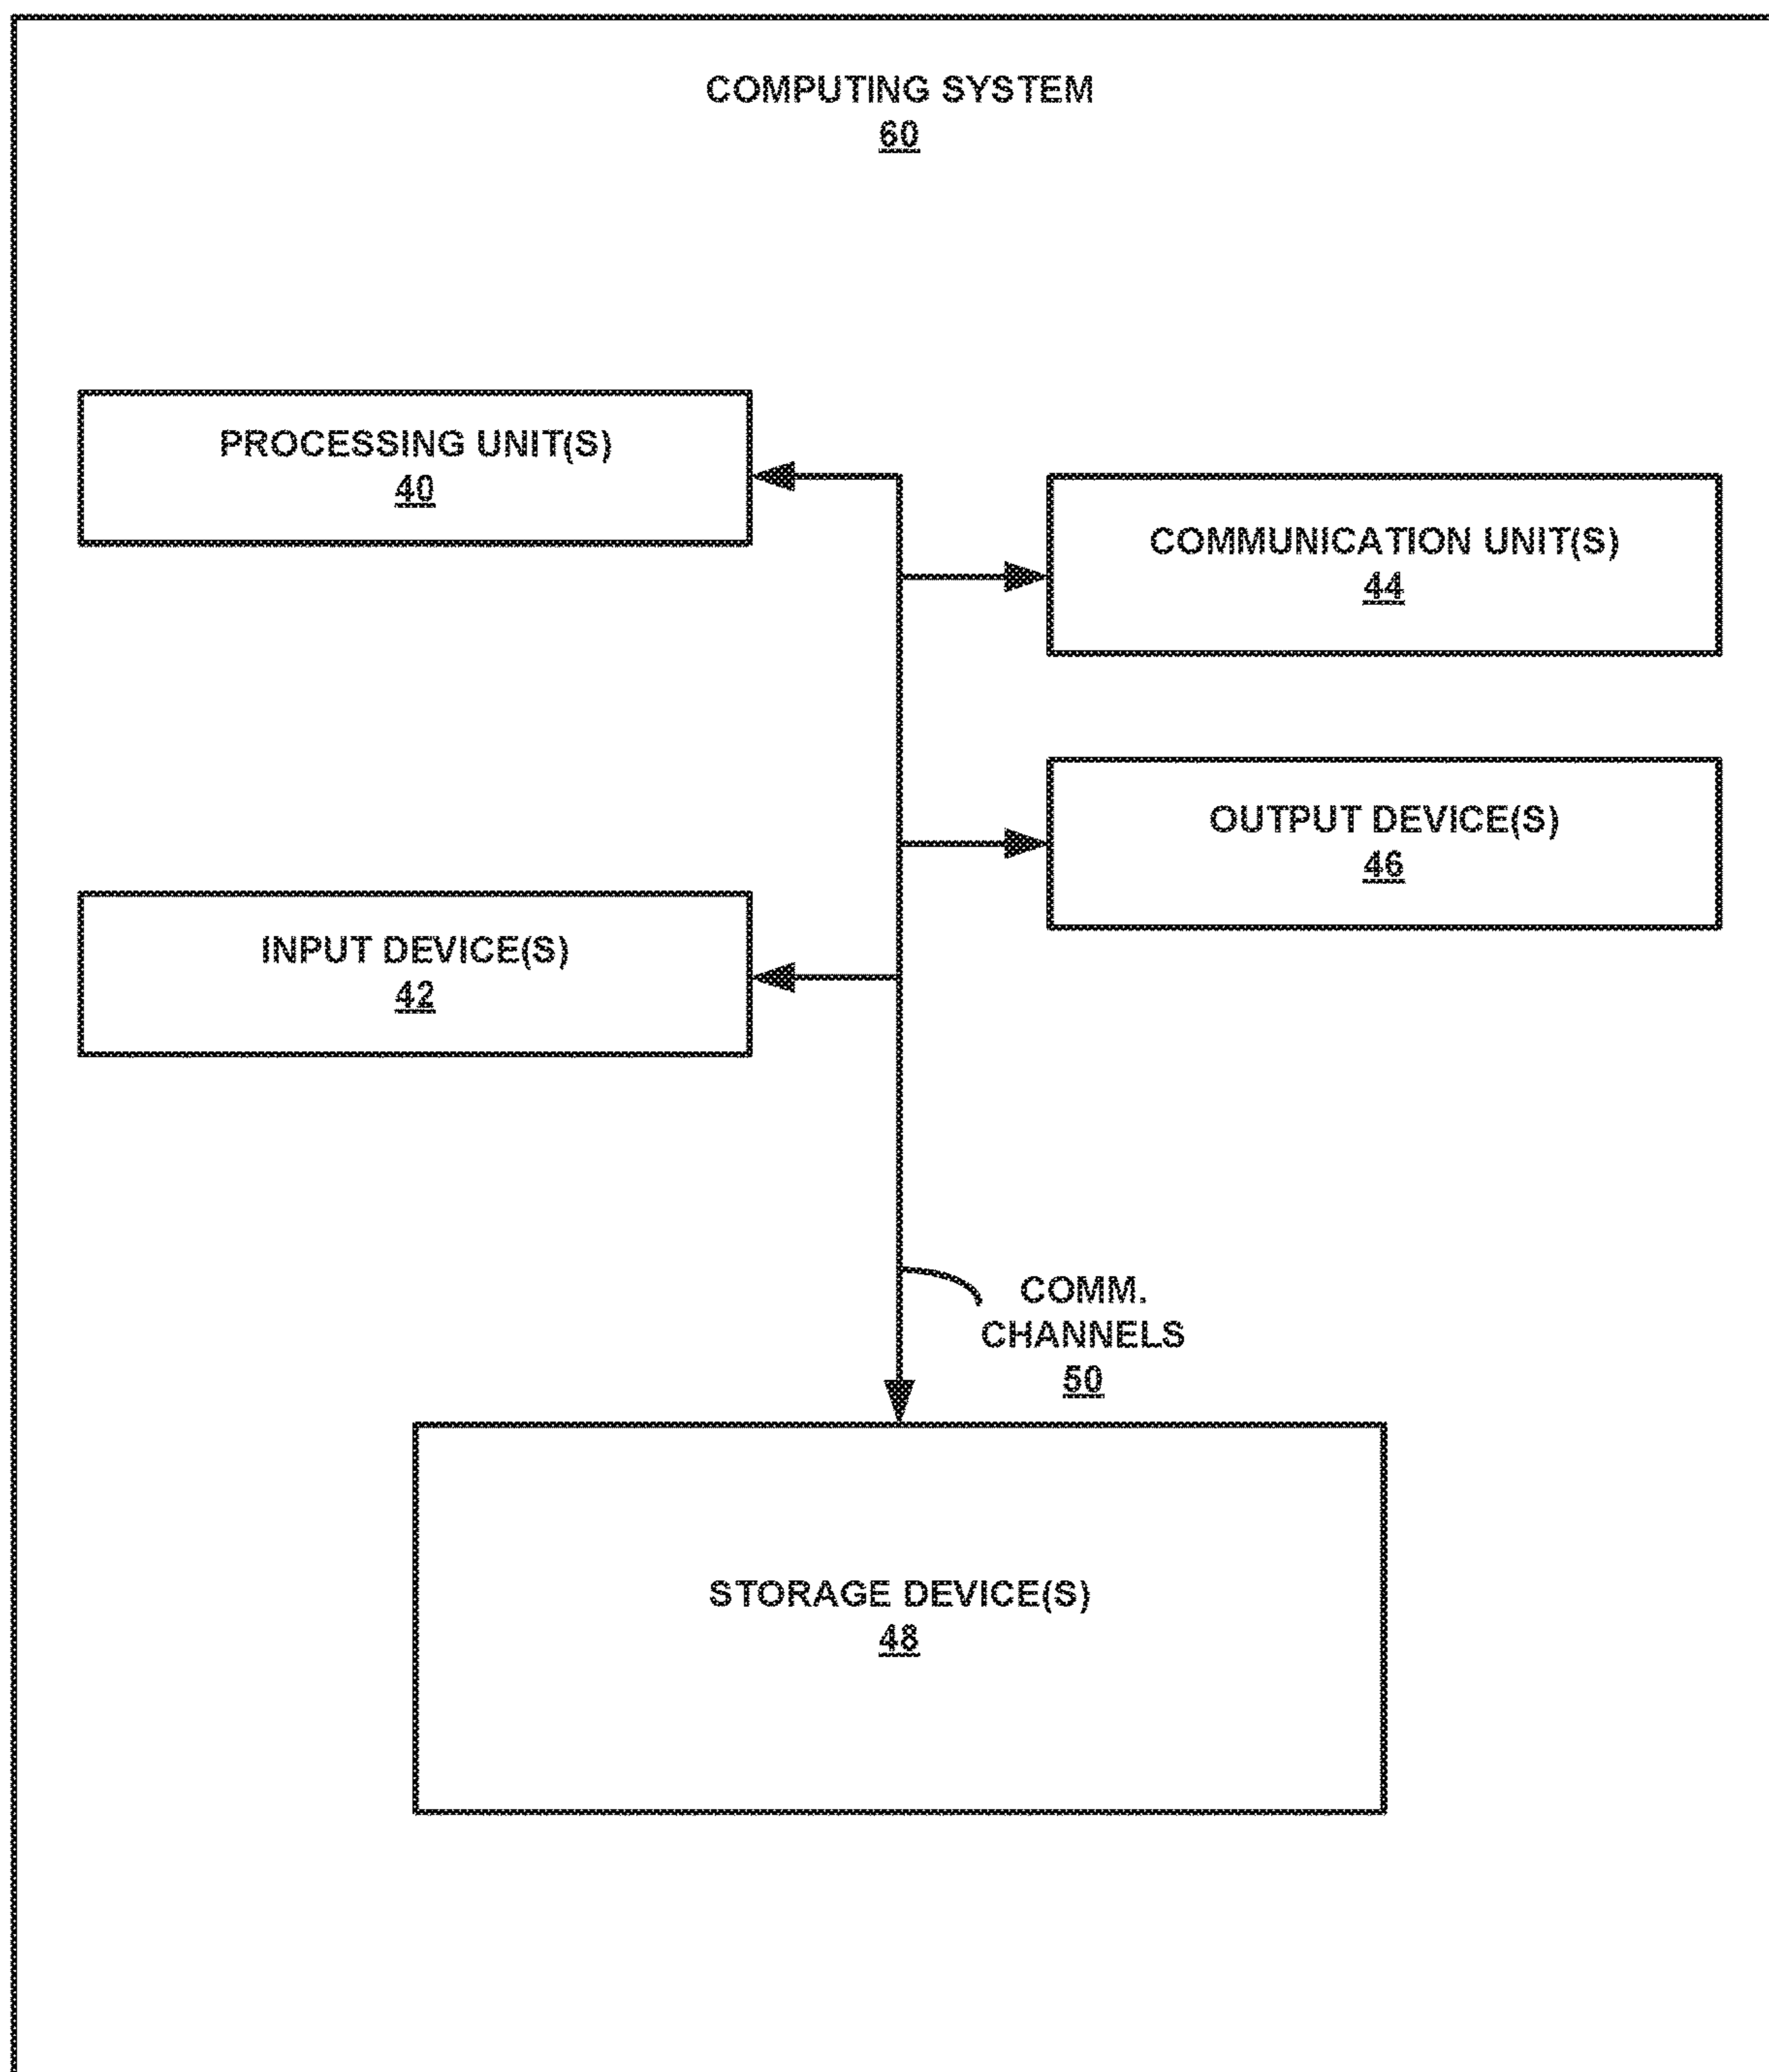 COMPUTING SYSTEM
60
PROCESSING UNIT(S)
40
COMMUNICATION UNIT(S)
44
OUTPUT DEVICE(S)
46
INPUT DEVICE(S)
42
COMM.
CHANNELS
50
STORAGE DEVICE(S)
48